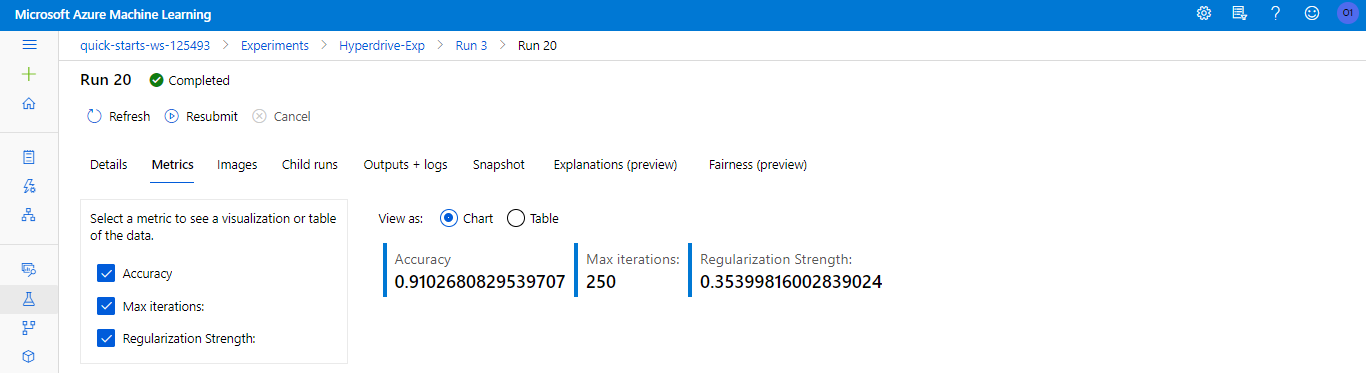 Microsoft Azure Machine Learning
O1
quick-starts-ws-125493 > Experiments > Hyperdrive-Exp > Run 3 > Run 20
Run 20 Completed
Refresh Resubmit Cancel
Details Metrics Images Child runs Outputs + logs Snapshot Explanations (preview) Fairness (preview)
Select a metric to see a visualization or table
of the data.
Accuracy
Max iterations:
Regularization Strength:
View as: Chart Table
Accuracy Max iterations: Regularization Strength:
0.9102680829539707 250 0.35399816002839024